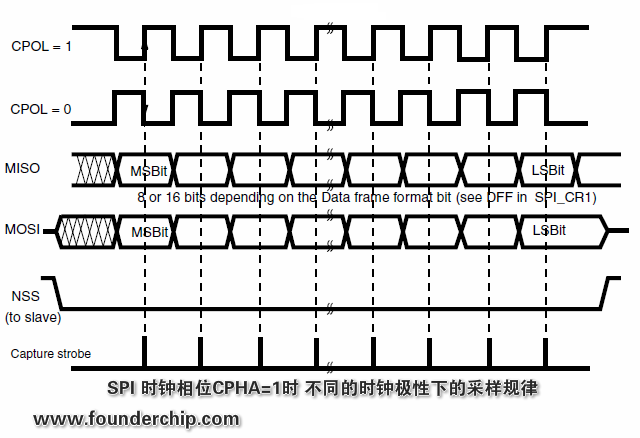 CPOL = 1
CPOL = 0
MISO
MSBit
LSBit
8 or 16 bits depending on the Data frame format bit (see DFF in SPI_CR1)
MOSI
MSBit
LSBit
NSS
(to slave)
Capture strobe
SPI 时钟相位CPHA=1时 不同的时钟极性下的采样规律
www.founderchip.com